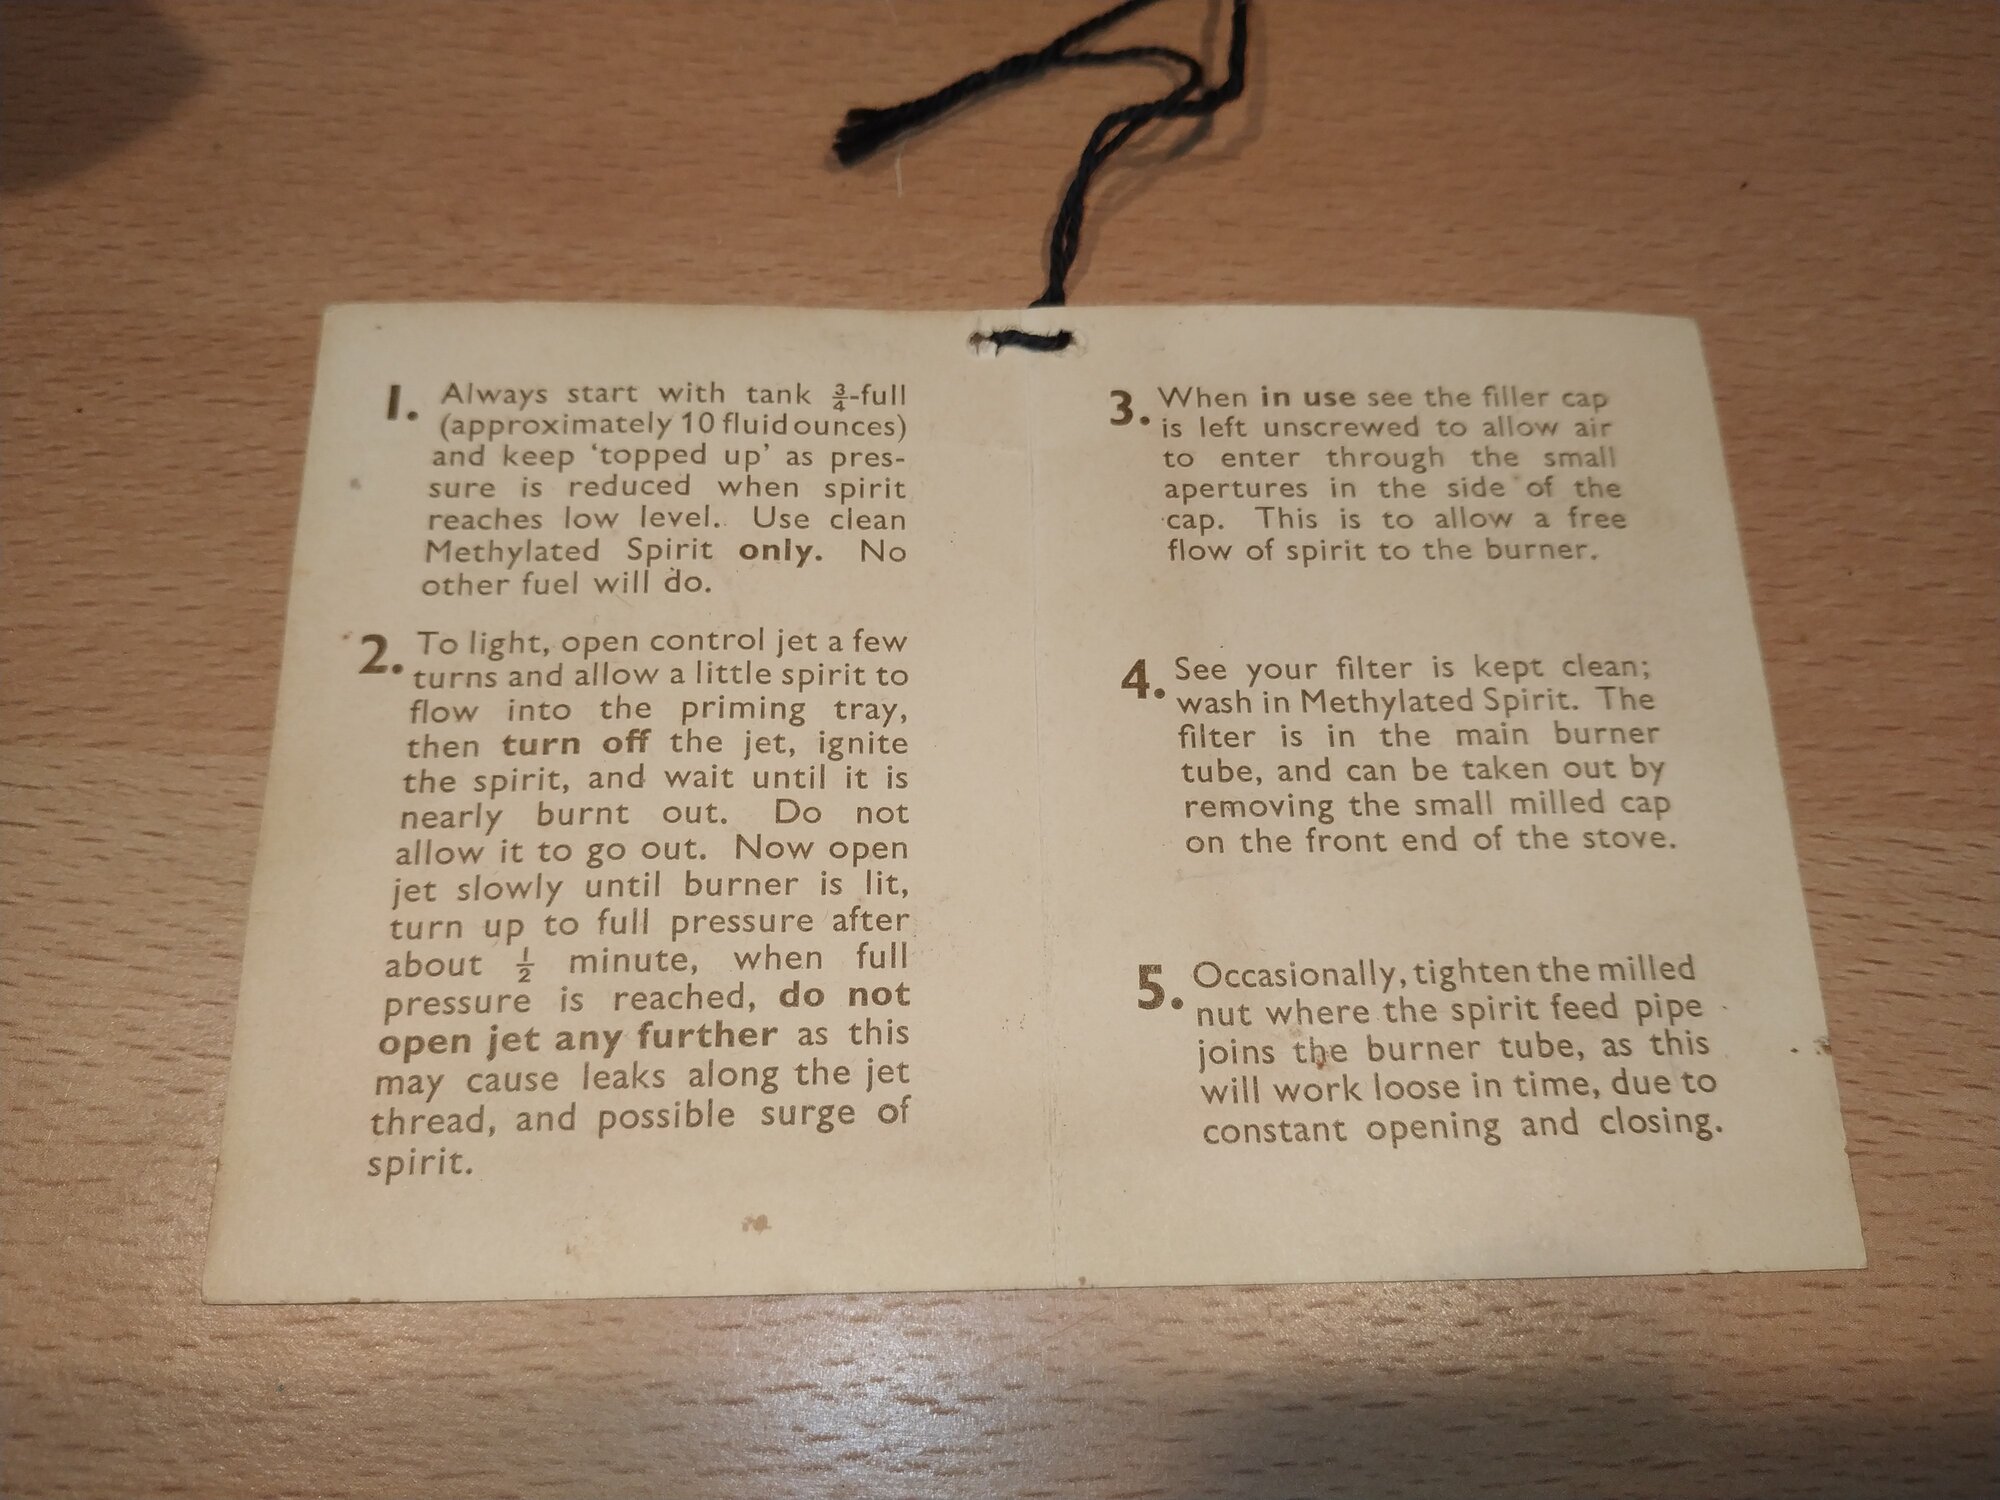 1. Always start with tank ¾-full
(approximately 10 fluid ounces)
and keep ‘topped up’ as pres-
sure is reduced when spirit
reaches low level. Use clean
Methylated Spirit only. No
other fuel will do.
2. To light, open control jet a few
turns and allow a little spirit to
flow into the priming tray,
then turn off the jet, ignite
the spirit, and wait until it is
nearly burnt out. Do not
allow it to go out. Now open
jet slowly until burner is lit,
turn up to full pressure after
about ½ minute, when full
pressure is reached, do not
open jet any further as this
may cause leaks along the jet
thread, and possible surge of
spirit.
3. When in use see the filler cap
is left unscrewed to allow air
to enter through the small
apertures in the side of the
cap. This is to allow a free
flow of spirit to the burner.
4. See your filter is kept clean;
wash in Methylated Spirit. The
filter is in the main burner
tube, and can be taken out by
removing the small milled cap
on the front end of the stove.
5. Occasionally, tighten the milled
nut where the spirit feed pipe
joins the burner tube, as this
will work loose in time, due to
constant opening and closing.